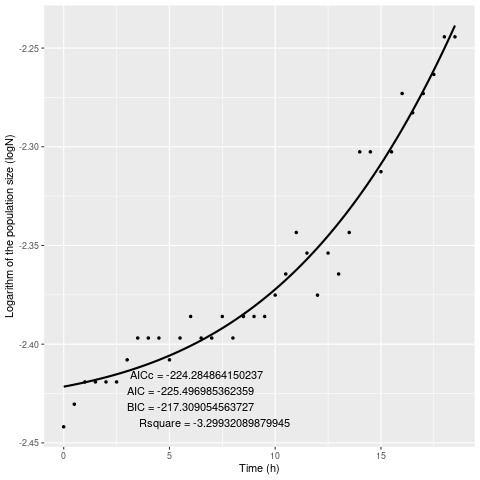 -2.25
-2.30
-2.35
-2.40
-2.45
Logarithm of the population size (logN)
AICc = -224.284864150237
AIC = -225.496985362359
BIC = -217.309054563727
Rsquare = -3.29932089879945
0 5 10 15
Time (h)